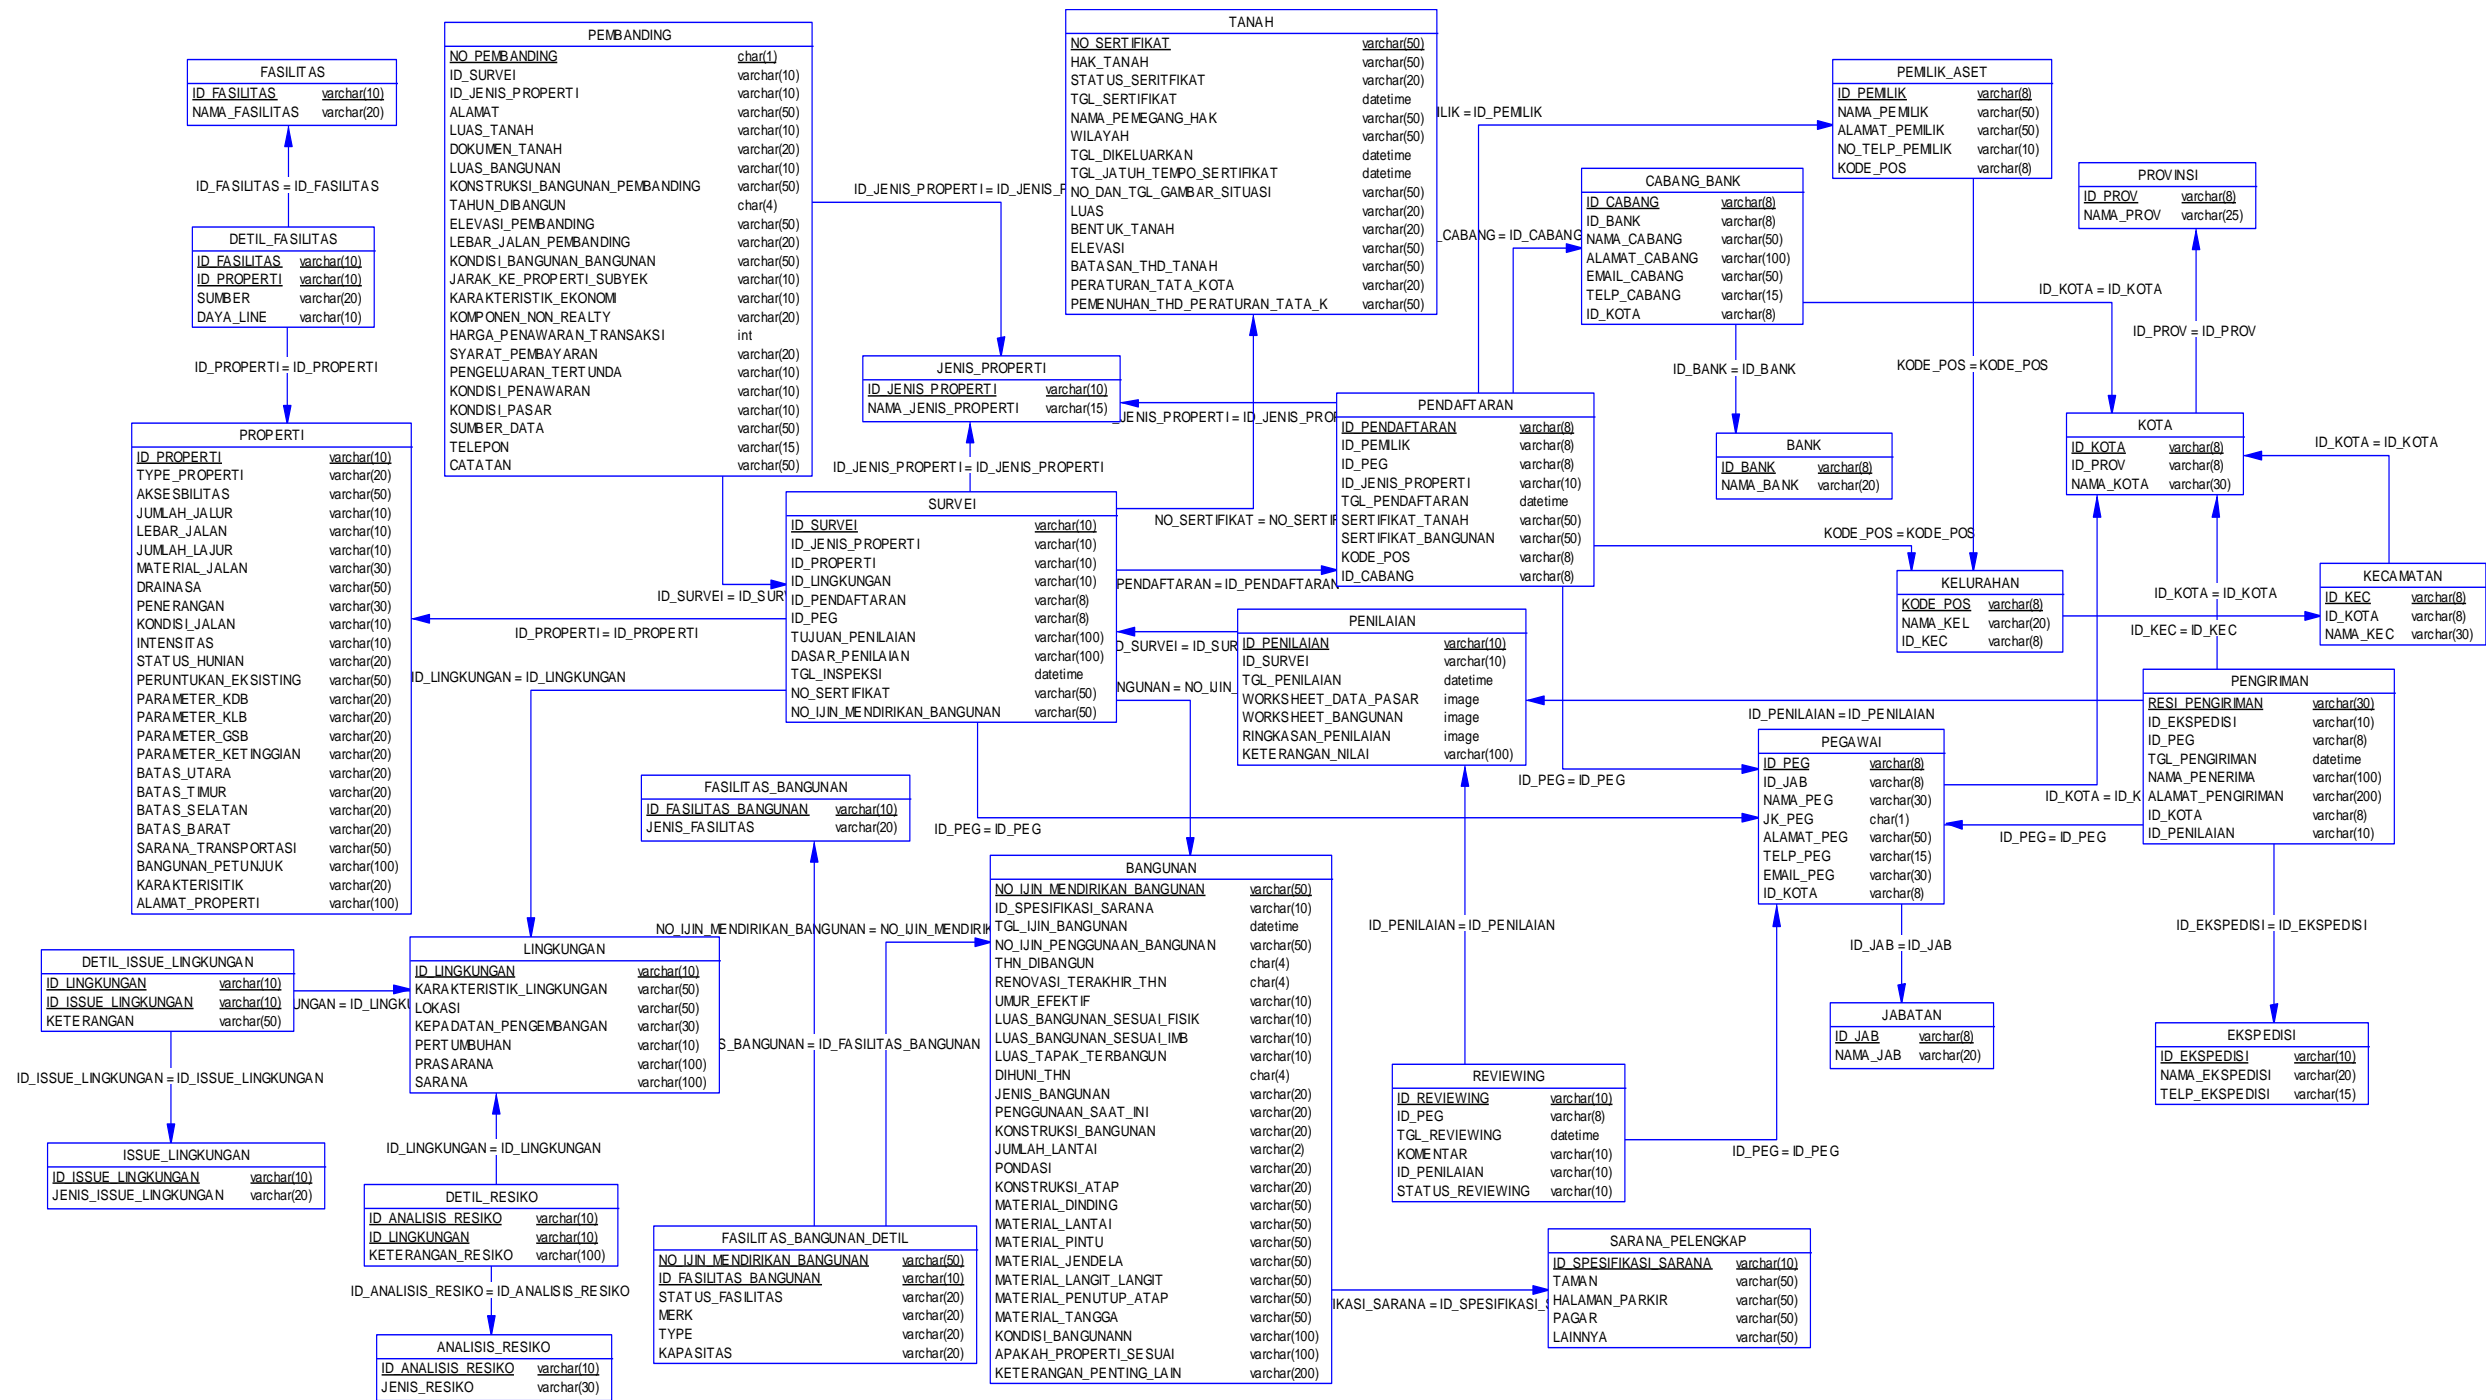 FASILITAS
ID_FASILITAS varchar(10)
NAMA_FASILITAS varchar(20)
ID_FASILITAS = ID_FASILITAS
DETIL_FASILITAS
ID_FASILITAS varchar(10)
ID_PROPERTI varchar(10)
SUMBER varchar(20)
DAYA_LINE varchar(10)
ID_PROPERTI = ID_PROPERTI
PROPERTI
ID_PROPERTI varchar(10)
TYPE_PROPERTI varchar(20)
AKSESBILITAS varchar(50)
JUMLAH_JALUR varchar(10)
LEBAR_JALAN varchar(10)
JUMLAH_LAJUR varchar(10)
MATERIAL_JALAN varchar(30)
DRAINASA varchar(50)
PENERANGAN varchar(30)
KONDISI_JALAN varchar(10)
INTENSITAS varchar(10)
STATUS_HUNIAN varchar(20)
PERUNTUKAN_EKSISTING varchar(50)
PARAMETER_KDB varchar(20)
PARAMETER_KLB varchar(20)
PARAMETER_GSB varchar(20)
PARAMETER_KETINGGIAN varchar(20)
BATAS_UTARA varchar(20)
BATAS_TIMUR varchar(20)
BATAS_SELATAN varchar(20)
BATAS_BARAT varchar(20)
SARANA_TRANSPORTASI varchar(50)
BANGUNAN_PETUNJUK varchar(100)
KARAKTERISITIK varchar(20)
ALAMAT_PROPERTI varchar(100)
PEMBANDING
NO_PEMBANDING char(1)
ID_SURVEI varchar(10)
ID_JENIS_PROPERTI varchar(10)
ALAMAT varchar(50)
LUAS_TANAH varchar(10)
DOKUMEN_TANAH varchar(20)
LUAS_BANGUNAN varchar(10)
KONSTRUKSI_BANGUNAN_PEMBANDING varchar(50)
TAHUN_DIBANGUN char(4)
ELEVASI_PEMBANDING varchar(50)
LEBAR_JALAN_PEMBANDING varchar(20)
KONDISI_BANGUNAN_BANGUNAN varchar(50)
JARAK_KE_PROPERTI_SUBYEK varchar(10)
KARAKTERISTIK_EKONOMI varchar(10)
KOMPONEN_NON_REALTY varchar(20)
HARGA_PENAWARAN_TRANSAKSI int
SYARAT_PEMBAYARAN varchar(20)
PENGELUARAN_TERTUNDA varchar(10)
KONDISI_PENAWARAN varchar(10)
KONDISI_PASAR varchar(10)
SUMBER_DATA varchar(50)
TELEPON varchar(15)
CATATAN varchar(50)
ID_JENIS_PROPERTI = ID_JENIS_P
TANAH
NO_SERTIFIKAT varchar(50)
HAK_TANAH varchar(50)
STATUS_SERITFIKAT varchar(20)
TGL_SERTIFIKAT datetime
NAMA_PEMEGANG_HAK varchar(50)
WILAYAH varchar(50)
TGL_DIKELUARKAN datetime
TGL_JATUH_TEMPO_SERTIFIKAT datetime
NO_DAN_TGL_GAMBAR_SITUASI varchar(50)
LUAS varchar(20)
BENTUK_TANAH varchar(20)
ELEVASI varchar(50)
BATASAN_THD_TANAH varchar(50)
PERATURAN_TATA_KOTA varchar(20)
PEMENUHAN_THD_PERATURAN_TATA_K varchar(50)
ILIK = ID_PEMILIK
_CABANG = ID_CABANG
PEMILIK_ASET
ID_PEMILIK varchar(8)
NAMA_PEMILIK varchar(50)
ALAMAT_PEMILIK varchar(50)
NO_TELP_PEMILIK varchar(10)
KODE_POS varchar(8)
CABANG_BANK
ID_CABANG varchar(8)
ID_BANK varchar(8)
NAMA_CABANG varchar(50)
ALAMAT_CABANG varchar(100)
EMAIL_CABANG varchar(50)
TELP_CABANG varchar(15)
ID_KOTA varchar(8)
PROVINSI
ID_PROV varchar(8)
NAMA_PROV varchar(25)
ID_KOTA = ID_KOTA
ID_PROV = ID_PROV
ID_BANK = ID_BANK
KODE_POS = KODE_POS
JENIS_PROPERTI
ID_JENIS_PROPERTI varchar(10)
NAMA_JENIS_PROPERTI varchar(15)
_JENIS_PROPERTI = ID_JENIS_PROP
ID_JENIS_PROPERTI = ID_JENIS_PROPERTI
PENDAFTARAN
ID_PENDAFTARAN varchar(8)
ID_PEMILIK varchar(8)
ID_PEG varchar(8)
ID_JENIS_PROPERTI varchar(10)
TGL_PENDAFTARAN datetime
SERTIFIKAT_TANAH varchar(50)
SERTIFIKAT_BANGUNAN varchar(50)
KODE_POS varchar(8)
ID_CABANG varchar(8)
BANK
ID_BANK varchar(8)
NAMA_BANK varchar(20)
KOTA
ID_KOTA varchar(8)
ID_PROV varchar(8)
NAMA_KOTA varchar(30)
ID_KOTA = ID_KOTA
SURVEI
ID_SURVEI varchar(10)
ID_JENIS_PROPERTI varchar(10)
ID_PROPERTI varchar(10)
ID_LINGKUNGAN varchar(10)
ID_PENDAFTARAN varchar(8)
ID_PEG varchar(8)
TUJUAN_PENILAIAN varchar(100)
DASAR_PENILAIAN varchar(100)
TGL_INSPEKSI datetime
NO_SERTIFIKAT varchar(50)
NO_IJIN_MENDIRIKAN_BANGUNAN varchar(50)
NO_SERTIFIKAT = NO_SERTIF
PENDAFTARAN = ID_PENDAFTARAN
ID_SURVEI = ID_SURV
ID_PROPERTI = ID_PROPERTI
ID_LINGKUNGAN = ID_LINGKUNGAN
D_SURVEI = ID_SUR
NGUNAN = NO_IJIN_
KODE_POS = KODE_POS
KELURAHAN
KODE_POS varchar(8)
NAMA_KEL varchar(20)
ID_KEC varchar(8)
ID_KOTA = ID_KOTA
ID_KEC = ID_KEC
KECAMATAN
ID_KEC varchar(8)
ID_KOTA varchar(8)
NAMA_KEC varchar(30)
PENILAIAN
ID_PENILAIAN varchar(10)
ID_SURVEI varchar(10)
TGL_PENILAIAN datetime
WORKSHEET_DATA_PASAR image
WORKSHEET_BANGUNAN image
RINGKASAN_PENILAIAN image
KETERANGAN_NILAI varchar(100)
PENGIRIMAN
RESI_PENGIRIMAN varchar(30)
ID_EKSPEDISI varchar(10)
ID_PEG varchar(8)
TGL_PENGIRIMAN datetime
NAMA_PENERIMA varchar(100)
ALAMAT_PENGIRIMAN varchar(200)
ID_KOTA varchar(8)
ID_PENILAIAN varchar(10)
ID_PENILAIAN = ID_PENILAIAN
PEGAWAI
ID_PEG varchar(8)
ID_JAB varchar(8)
NAMA_PEG varchar(30)
JK_PEG char(1)
ALAMAT_PEG varchar(50)
TELP_PEG varchar(15)
EMAIL_PEG varchar(30)
ID_KOTA varchar(8)
ID_PEG = ID_PEG
ID_KOTA = ID_K
ID_PEG = ID_PEG
ID_PEG = ID_PEG
FASILITAS_BANGUNAN
ID_FASILITAS_BANGUNAN varchar(10)
JENIS_FASILITAS varchar(20)
NO_IJIN_MENDIRIKAN_BANGUNAN = NO_IJIN_MENDIRIK
BANGUNAN
NO_IJIN_MENDIRIKAN_BANGUNAN varchar(50)
ID_SPESIFIKASI_SARANA varchar(10)
TGL_IJIN_BANGUNAN datetime
NO_IJIN_PENGGUNAAN_BANGUNAN varchar(50)
THN_DIBANGUN char(4)
RENOVASI_TERAKHIR_THN char(4)
UMUR_EFEKTIF varchar(10)
LUAS_BANGUNAN_SESUAI_FISIK varchar(10)
LUAS_BANGUNAN_SESUAI_IMB varchar(10)
LUAS_TAPAK_TERBANGUN varchar(10)
DIHUNI_THN char(4)
JENIS_BANGUNAN varchar(20)
PENGGUNAAN_SAAT_INI varchar(20)
KONSTRUKSI_BANGUNAN varchar(20)
JUMLAH_LANTAI varchar(2)
PONDASI varchar(20)
KONSTRUKSI_ATAP varchar(20)
MATERIAL_DINDING varchar(50)
MATERIAL_LANTAI varchar(50)
MATERIAL_PINTU varchar(50)
MATERIAL_JENDELA varchar(50)
MATERIAL_LANGIT_LANGIT varchar(50)
MATERIAL_PENUTUP_ATAP varchar(50)
MATERIAL_TANGGA varchar(50)
KONDISI_BANGUNANN varchar(100)
APAKAH_PROPERTI_SESUAI varchar(100)
KETERANGAN_PENTING_LAIN varchar(200)
ID_PENILAIAN = ID_PENILAIAN
ID_JAB = ID_JAB
ID_EKSPEDISI = ID_EKSPEDISI
DETIL_ISSUE_LINGKUNGAN
ID_LINGKUNGAN varchar(10)
ID_ISSUE_LINGKUNGAN varchar(10)
KETERANGAN varchar(50)
UNGAN = ID_LINGKU
LINGKUNGAN
ID_LINGKUNGAN varchar(10)
KARAKTERISTIK_LINGKUNGAN varchar(50)
LOKASI varchar(50)
KEPADATAN_PENGEMBANGAN varchar(30)
PERTUMBUHAN varchar(10)
PRASARANA varchar(100)
SARANA varchar(100)
S_BANGUNAN = ID_FASILITAS_BANGUNAN
ID_ISSUE_LINGKUNGAN = ID_ISSUE_LINGKUNGAN
ISSUE_LINGKUNGAN
ID_ISSUE_LINGKUNGAN varchar(10)
JENIS_ISSUE_LINGKUNGAN varchar(20)
ID_LINGKUNGAN = ID_LINGKUNGAN
DETIL_RESIKO
ID_ANALISIS_RESIKO varchar(10)
ID_LINGKUNGAN varchar(10)
KETERANGAN_RESIKO varchar(100)
ID_ANALISIS_RESIKO = ID_ANALISIS_RESIKO
ANALISIS_RESIKO
ID_ANALISIS_RESIKO varchar(10)
JENIS_RESIKO varchar(30)
FASILITAS_BANGUNAN_DETIL
NO_IJIN_MENDIRIKAN_BANGUNAN varchar(50)
ID_FASILITAS_BANGUNAN varchar(10)
STATUS_FASILITAS varchar(20)
MERK varchar(20)
TYPE varchar(20)
KAPASITAS varchar(20)
JABATAN
ID_JAB varchar(8)
NAMA_JAB varchar(20)
EKSPEDISI
ID_EKSPEDISI varchar(10)
NAMA_EKSPEDISI varchar(20)
TELP_EKSPEDISI varchar(15)
REVIEWING
ID_REVIEWING varchar(10)
ID_PEG varchar(8)
TGL_REVIEWING datetime
KOMENTAR varchar(10)
ID_PENILAIAN varchar(10)
STATUS_REVIEWING varchar(10)
ID_PEG = ID_PEG
SARANA_PELENGKAP
ID_SPESIFIKASI_SARANA varchar(10)
TAMAN varchar(50)
HALAMAN_PARKIR varchar(50)
PAGAR varchar(50)
LAINNYA varchar(50)
IKASI_SARANA = ID_SPESIFIKASI_S